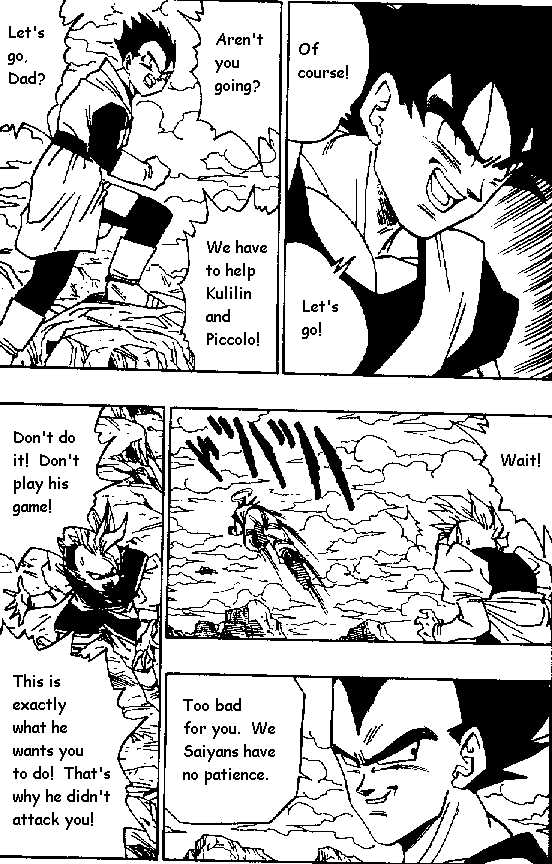 Let's
go,
Dad?
Aren't
you
going?
We have
to help
Kulilin
and
Piccolo!
Of
course!
Let's
go!
Don't do
it! Don't
play his
game!
This is
exactly
what he
wants you
to do! That's
why he didn't
attack you!
Wait!
Too bad
for you. We
Saiyans have
no patience.